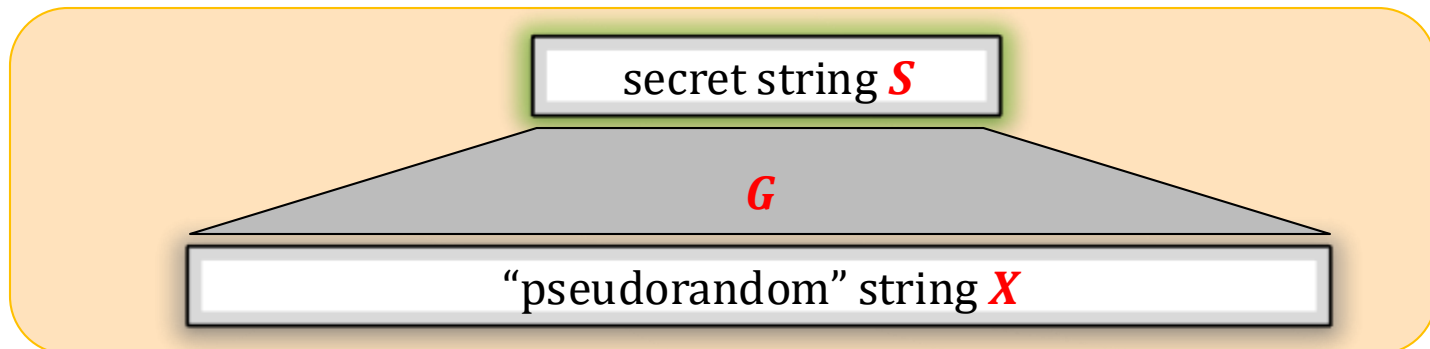 secret string S
G
“pseudorandom” string X